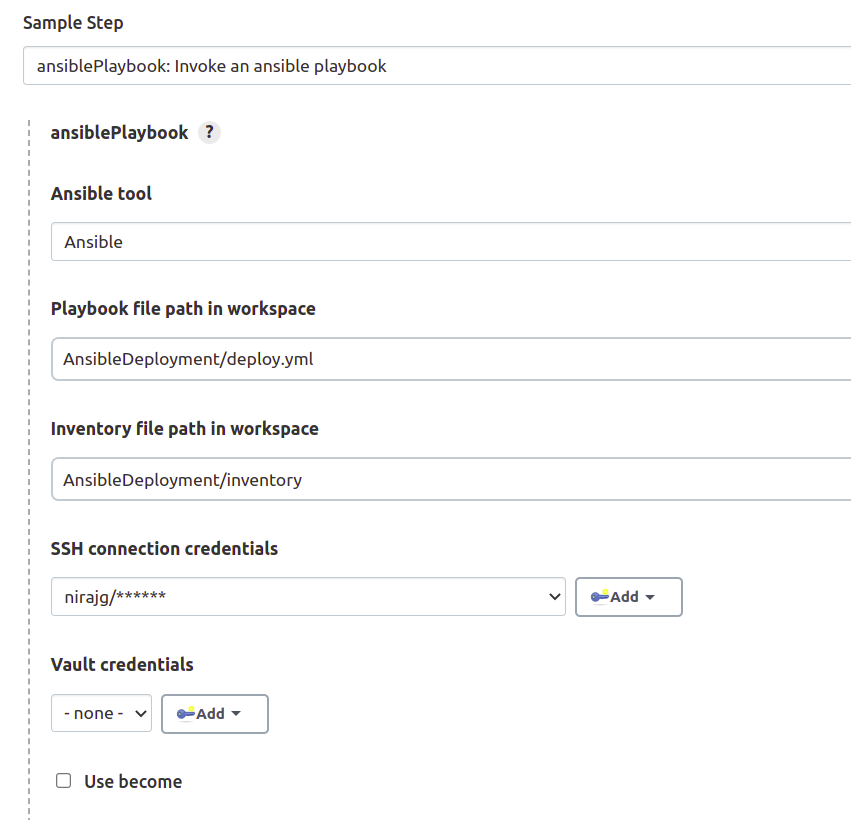 Sample Step
ansiblePlaybook: Invoke an ansible playbook
ansiblePlaybook ?
Ansible tool
Ansible
Playbook file path in workspace
AnsibleDeployment/deploy.yml
Inventory file path in workspace
AnsibleDeployment/inventory
SSH connection credentials
nirajg/****** Add
Vault credentials
- none - Add
Use become